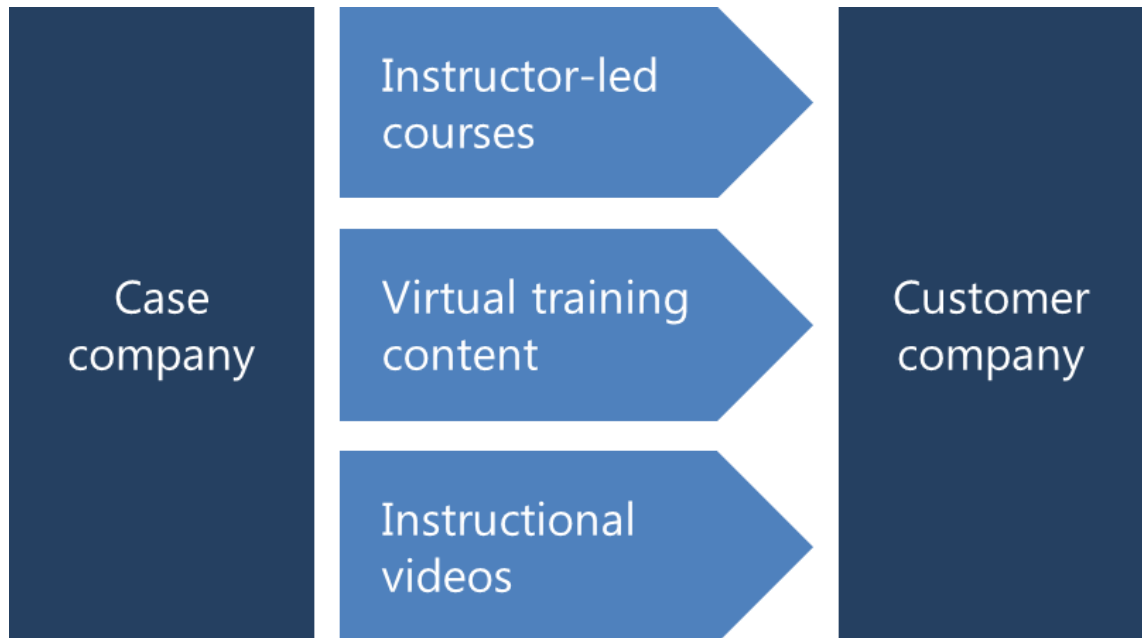 Case
company
Instructor-led
courses
Virtual training
content
Instructional
videos
Customer
company